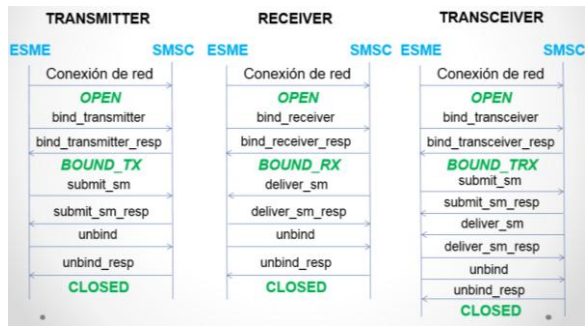 TRANSMITTER
ESME SMSC
Conexión de red
OPEN
bind_transmitter
bind_transmitter_resp
BOUND_TX
submit_sm
submit_sm_resp
unbind
unbind_resp
CLOSED
RECEIVER
ESME SMSC
Conexión de red
OPEN
bind_receiver
bind_receiver_resp
BOUND_RX
deliver_sm
deliver_sm_resp
unbind
unbind_resp
CLOSED
TRANSCEIVER
ESME SMSC
Conexión de red
OPEN
bind_transceiver
bind_transceiver_resp
BOUND_TRX
submit_sm
submit_sm_resp
deliver_sm
deliver_sm_resp
unbind
unbind_resp
CLOSED